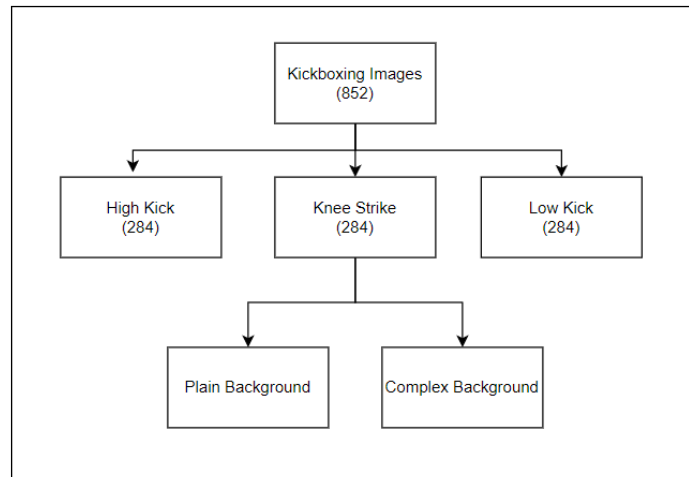 Kickboxing Images
(852)
High Kick
(284)
Knee Strike
(284)
Low Kick
(284)
Plain Background
Complex Background